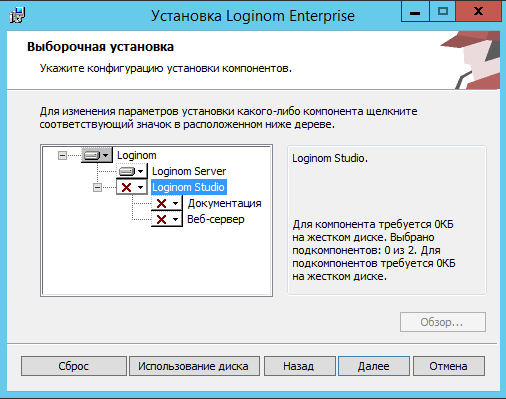 Установка Loginom Enterprise
Выборочная установка
Укажите конфигурацию установки компонентов.
Для изменения параметров установки какого-либо компонента щелкните
соответствующий значок в расположенном ниже дереве.
Loginom
Loginom Server
Loginom Studio
Документация
Веб-сервер
Loginom Studio.
Для компонента требуется 0КБ
на жестком диске. Выбрано
подкомпонентов: 0 из 2. Для
подкомпонентов требуется 0КБ
на жестком диске.
Обзор...
Сброс
Использование диска
Назад
Далее
Отмена